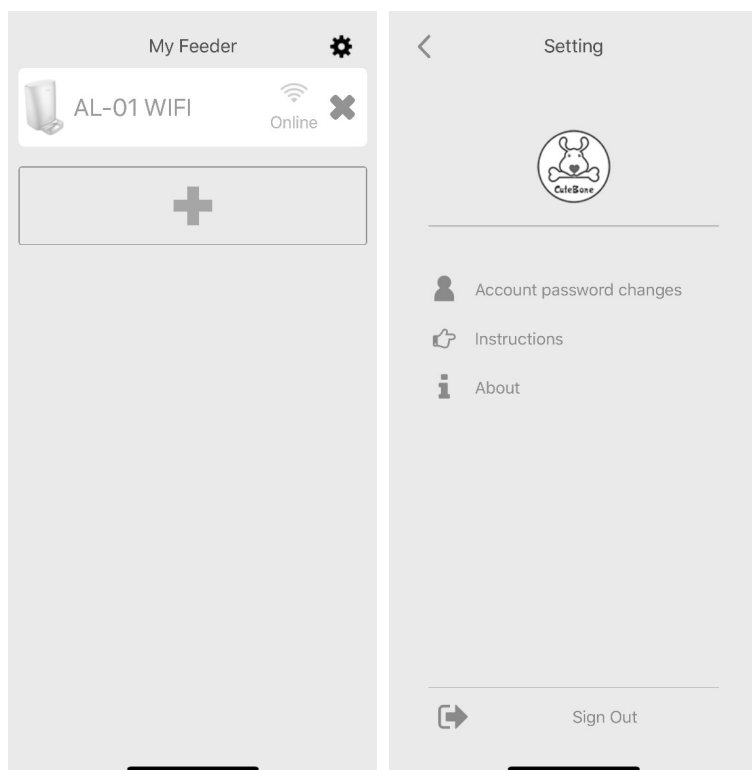 My Feeder
AL-01 WIFI
Online
Setting
CuteBone
Account password changes
Instructions
About
Sign Out